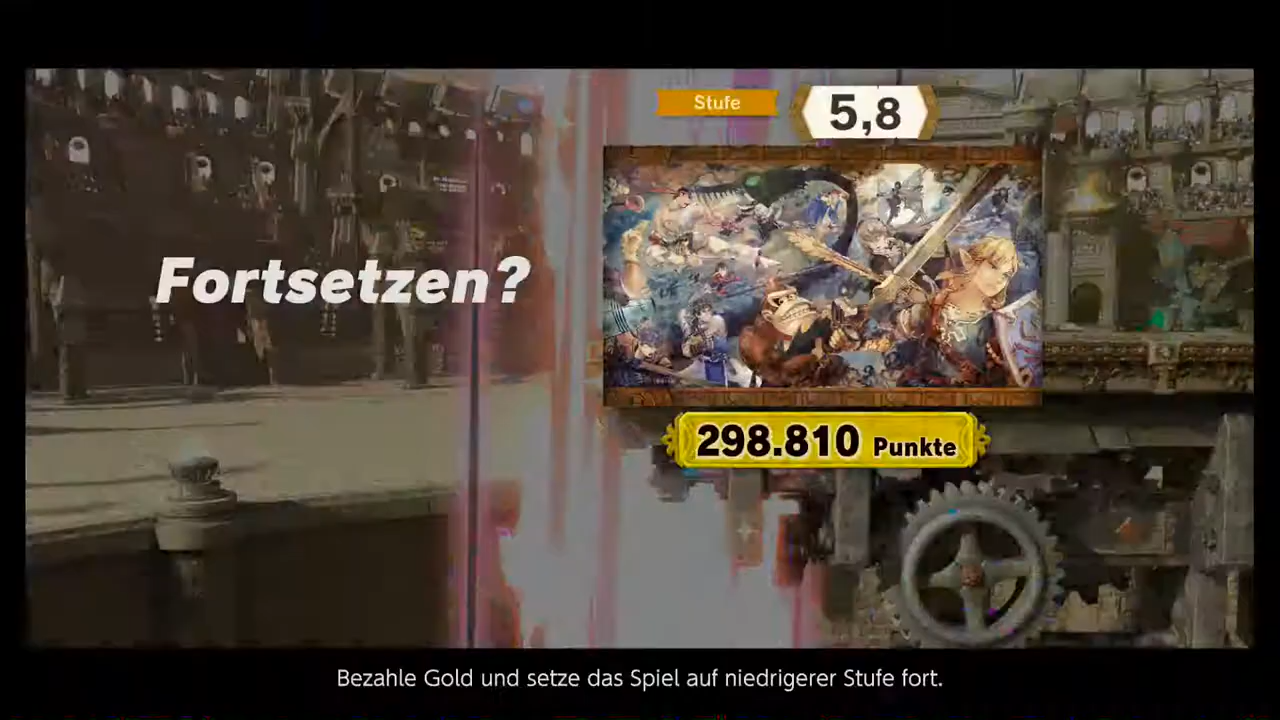 Stufe
5,8
Fortsetzen?
298.810 Punkte
Bezahle Gold und setze das Spiel auf niedrigerer Stufe fort.